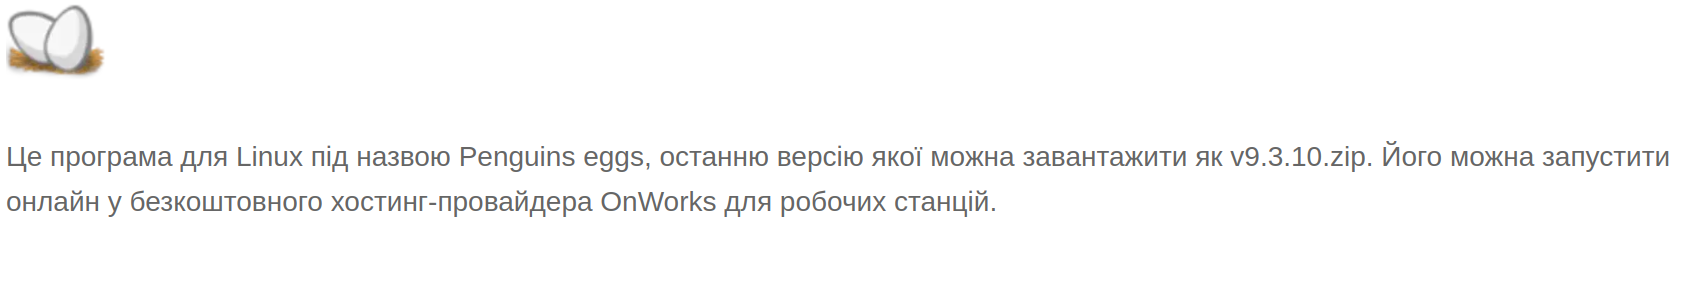 Це програма для Linux під назвою Penguins eggs, останню версію якої можна завантажити як v9.3.10.zip. Його можна запустити
онлайн у безкоштовного хостинг-провайдера OnWorks для робочих станцій.